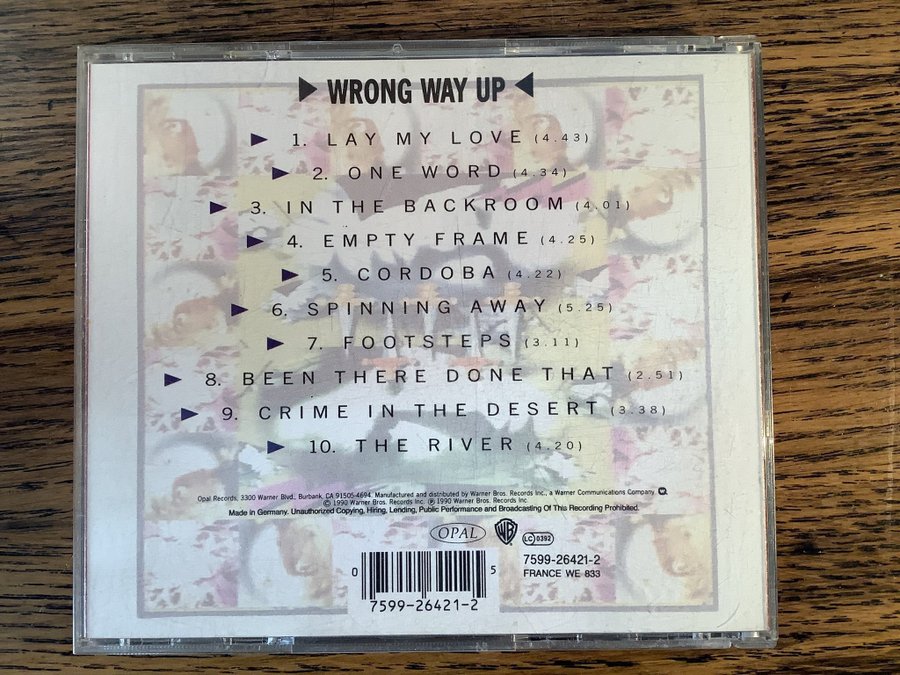 WRONG WAY UP
1. LAY MY LOVE (4.43)
2. ONE WORD (4.34)
3. IN THE BACKROOM (4.01)
4. EMPTY FRAME (4.25)
5. CORDOBA (4.22)
6. SPINNING AWAY (5.25)
7. FOOTSTEPS (3.11)
8. BEEN THERE DONE THAT (2.51)
9. CRIME IN THE DESERT (3.38)
10. THE RIVER (4.20)
Opal Records, 3300 Warner Blvd., Burbank, CA 91505-4694. Manufactured and distributed by Warner Bros. Records Inc., a Warner Communications Company.
© 1990 Warner Bros. Records Inc. ℗ 1990 Warner Bros. Records Inc.
Made in Germany. Unauthorized Copying, Hiring, Lending, Public Performance and Broadcasting Of This Recording Prohibited.
OPAL WB LC 0392
7599-26421-2
FRANCE WE 833
0 5
7599-26421-2